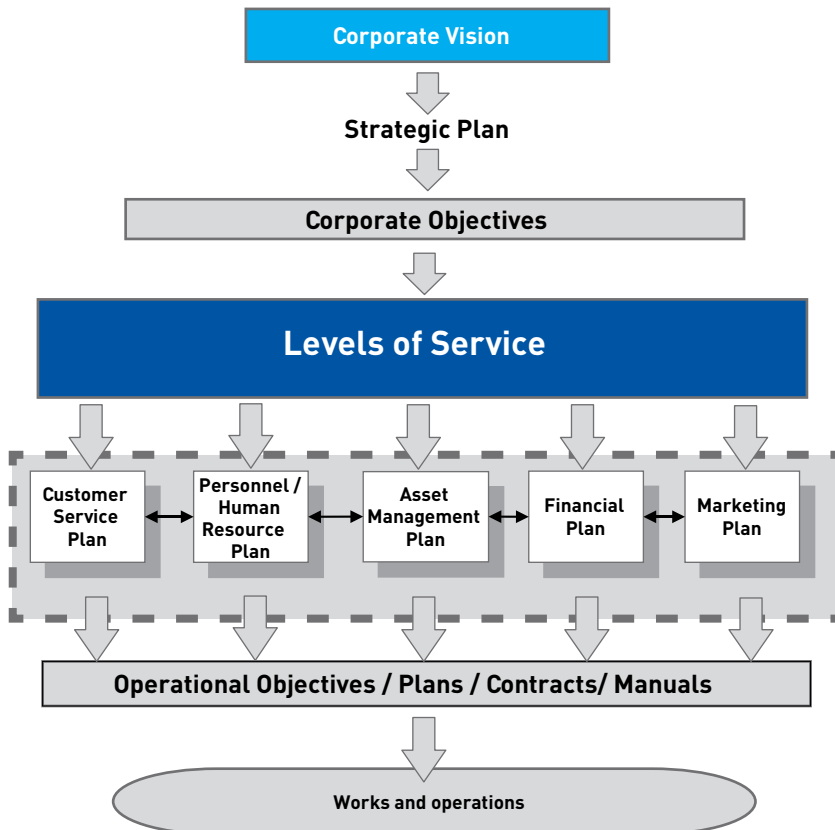 Corporate Vision
Strategic Plan
Corporate Objectives
Levels of Service
Customer
Service
Plan
Personnel /
Human
Resource
Plan
Asset
Management
Plan
Financial
Plan
Marketing
Plan
Operational Objectives / Plans / Contracts/ Manuals
Works and operations